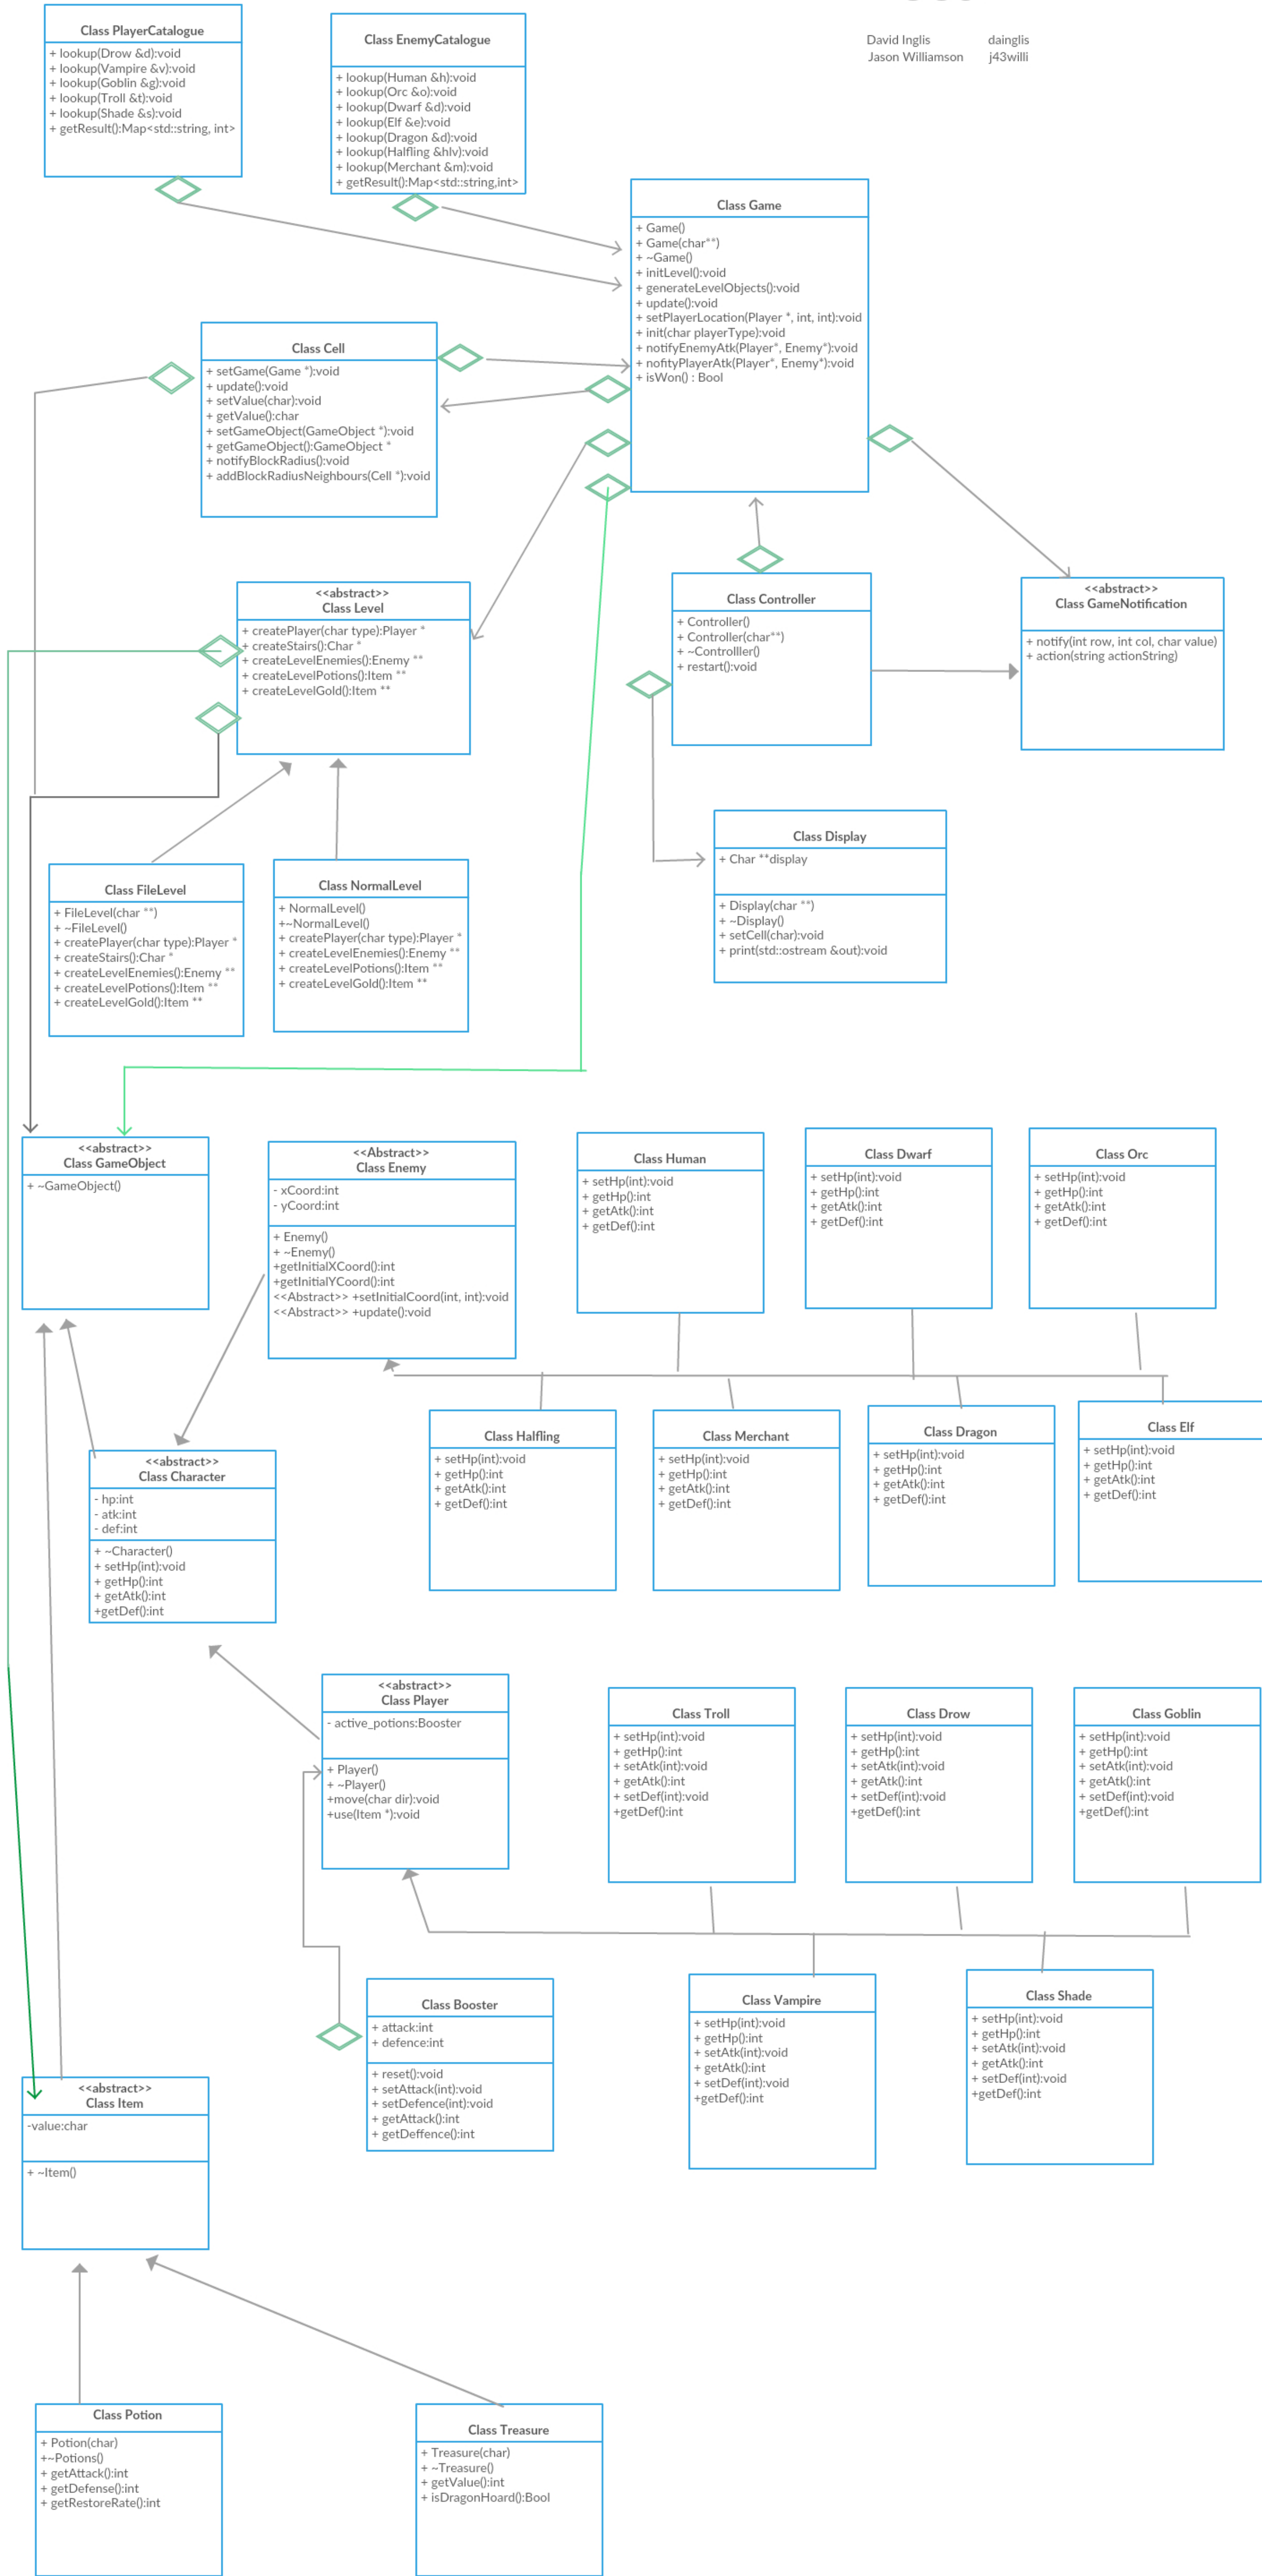 David Inglis dainglis
Jason Williamson j43willi
Class PlayerCatalogue
+ lookup(Drow &d):void
+ lookup(Vampire &v):void
+ lookup(Goblin &g):void
+ lookup(Troll &t):void
+ lookup(Shade &s):void
+ getResult():Map<std::string, int>
Class EnemyCatalogue
+ lookup(Human &h):void
+ lookup(Orc &o):void
+ lookup(Dwarf &d):void
+ lookup(Elf &e):void
+ lookup(Dragon &d):void
+ lookup(Halfling &hlv):void
+ lookup(Merchant &m):void
+ getResult():Map<std::string,int>
Class Game
+ Game()
+ Game(char**)
+ ~Game()
+ initLevel():void
+ generateLevelObjects():void
+ update():void
+ setPlayerLocation(Player *, int, int):void
+ init(char playerType):void
+ notifyEnemyAtk(Player*, Enemy*):void
+ nofityPlayerAtk(Player*, Enemy*):void
+ isWon() : Bool
Class Cell
+ setGame(Game *):void
+ update():void
+ setValue(char):void
+ getValue():char
+ setGameObject(GameObject *):void
+ getGameObject():GameObject *
+ notifyBlockRadius():void
+ addBlockRadiusNeighbours(Cell *):void
<<abstract>>
Class Level
+ createPlayer(char type):Player *
+ createStairs():Char *
+ createLevelEnemies():Enemy **
+ createLevelPotions():Item **
+ createLevelGold():Item **
Class Controller
+ Controller()
+ Controller(char**)
+ ~Controlller()
+ restart():void
<<abstract>>
Class GameNotification
+ notify(int row, int col, char value)
+ action(string actionString)
Class Display
+ Char **display
+ Display(char **)
+ ~Display()
+ setCell(char):void
+ print(std::ostream &out):void
Class FileLevel
+ FileLevel(char **)
+ ~FileLevel()
+ createPlayer(char type):Player *
+ createStairs():Char *
+ createLevelEnemies():Enemy **
+ createLevelPotions():Item **
+ createLevelGold():Item **
Class NormalLevel
+ NormalLevel()
+~NormalLevel()
+ createPlayer(char type):Player *
+ createLevelEnemies():Enemy **
+ createLevelPotions():Item **
+ createLevelGold():Item **
<<abstract>>
Class GameObject
+ ~GameObject()
<<Abstract>>
Class Enemy
- xCoord:int
- yCoord:int
+ Enemy()
+ ~Enemy()
+getInitialXCoord():int
+getInitialYCoord():int
<<Abstract>> +setInitialCoord(int, int):void
<<Abstract>> +update():void
Class Human
+ setHp(int):void
+ getHp():int
+ getAtk():int
+ getDef():int
Class Dwarf
+ setHp(int):void
+ getHp():int
+ getAtk():int
+ getDef():int
Class Orc
+ setHp(int):void
+ getHp():int
+ getAtk():int
+ getDef():int
Class Halfling
+ setHp(int):void
+ getHp():int
+ getAtk():int
+ getDef():int
Class Merchant
+ setHp(int):void
+ getHp():int
+ getAtk():int
+ getDef():int
Class Dragon
+ setHp(int):void
+ getHp():int
+ getAtk():int
+ getDef():int
Class Elf
+ setHp(int):void
+ getHp():int
+ getAtk():int
+ getDef():int
<<abstract>>
Class Character
- hp:int
- atk:int
- def:int
+ ~Character()
+ setHp(int):void
+ getHp():int
+ getAtk():int
+getDef():int
<<abstract>>
Class Player
- active_potions:Booster
+ Player()
+ ~Player()
+move(char dir):void
+use(Item *):void
Class Troll
+ setHp(int):void
+ getHp():int
+ setAtk(int):void
+ getAtk():int
+ setDef(int):void
+getDef():int
Class Drow
+ setHp(int):void
+ getHp():int
+ setAtk(int):void
+ getAtk():int
+ setDef(int):void
+getDef():int
Class Goblin
+ setHp(int):void
+ getHp():int
+ setAtk(int):void
+ getAtk():int
+ setDef(int):void
+getDef():int
Class Booster
+ attack:int
+ defence:int
+ reset():void
+ setAttack(int):void
+ setDefence(int):void
+ getAttack():int
+ getDeffence():int
Class Vampire
+ setHp(int):void
+ getHp():int
+ setAtk(int):void
+ getAtk():int
+ setDef(int):void
+getDef():int
Class Shade
+ setHp(int):void
+ getHp():int
+ setAtk(int):void
+ getAtk():int
+ setDef(int):void
+getDef():int
<<abstract>>
Class Item
-value:char
+ ~Item()
Class Potion
+ Potion(char)
+~Potions()
+ getAttack():int
+ getDefense():int
+ getRestoreRate():int
Class Treasure
+ Treasure(char)
+ ~Treasure()
+ getValue():int
+ isDragonHoard():Bool